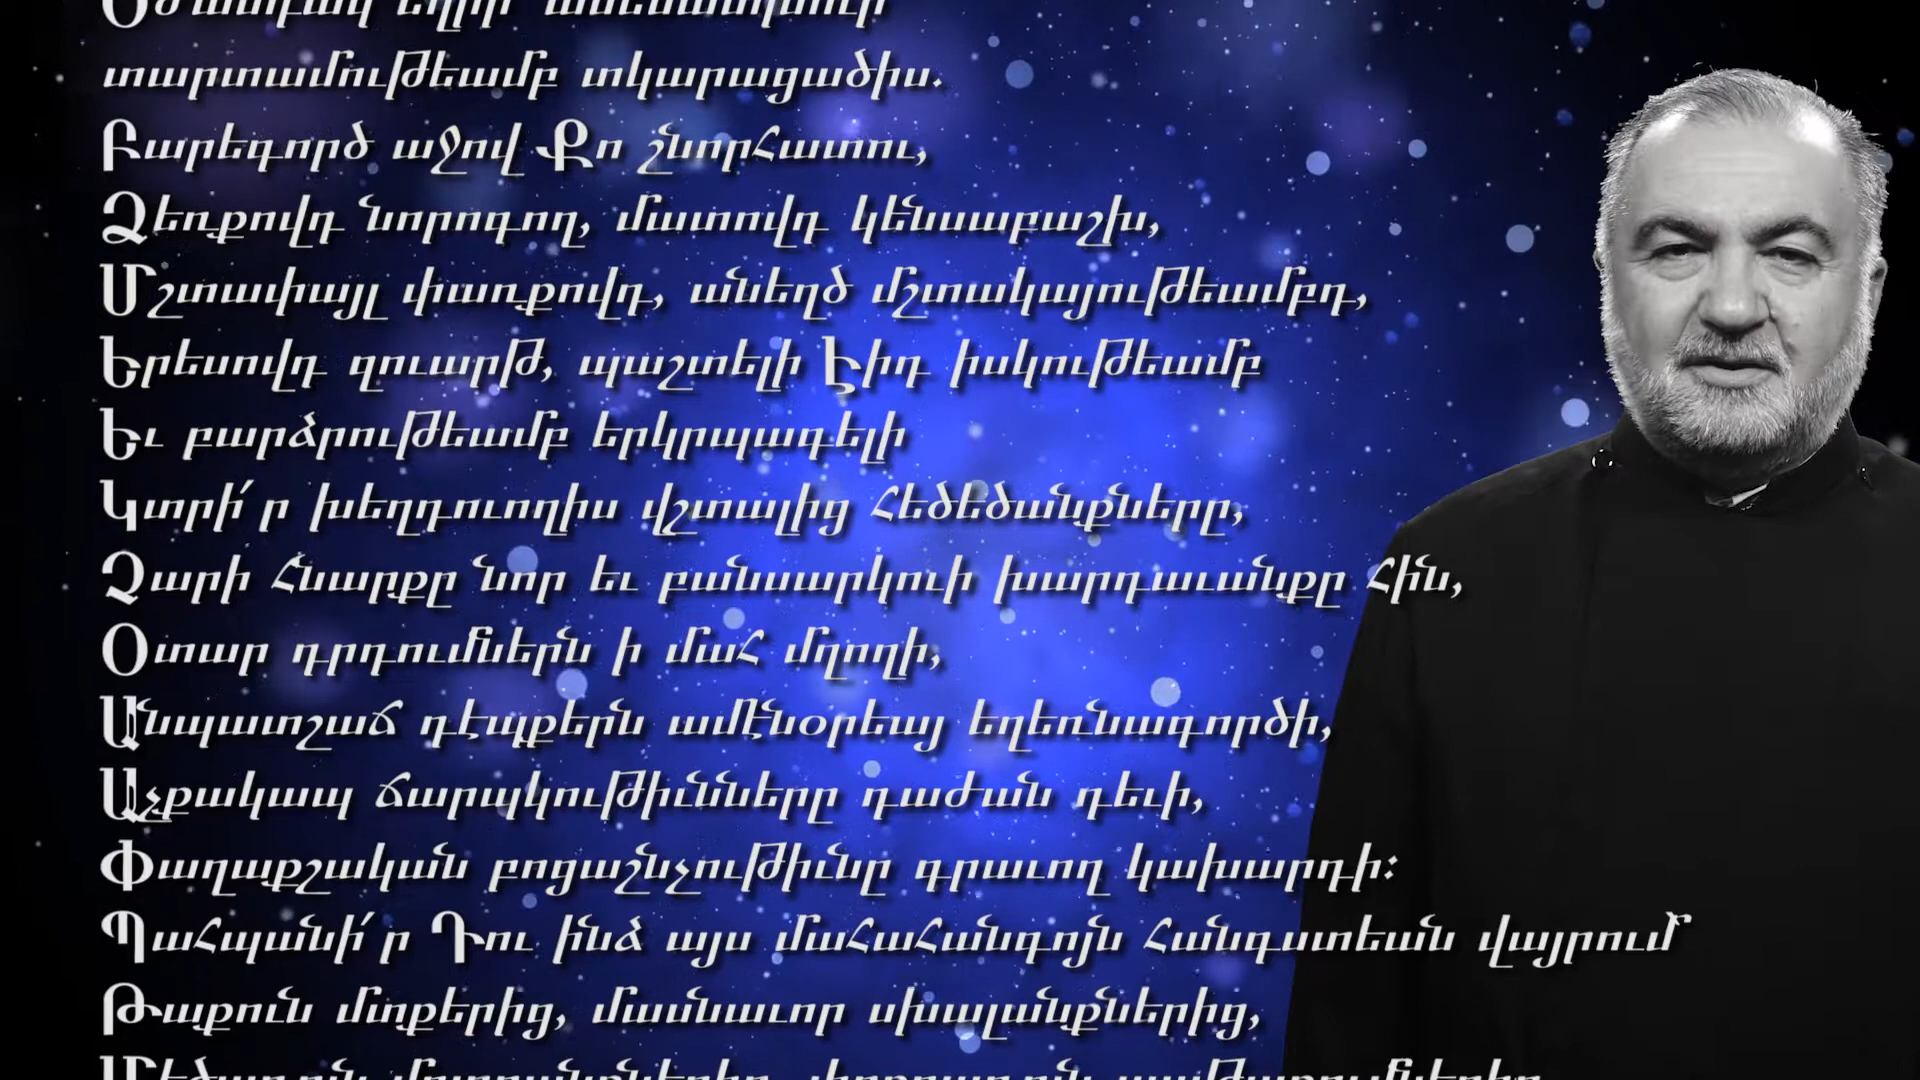 տարտամութեամբ տկարացածիս.
Բարեգործ աջով Քո շնորհատու,
Ձեռքովդ նորոգող, մատովդ կենսաբաշխ,
Մշտափայլ փառքովդ, անեղծ մշտակայութեամբդ,
Երեսովդ զուարթ, պաշտելի Էիդ իսկութեամբ
Եւ բարձրութեամբ երկրպագելի
Կտրի՛ր խեղդուողիս վշտալից հեծեծանքները,
Չարի հնարքը նոր եւ բանսարկուի խարդաւանքը հին,
Օտար դրդումներն ի մահ մղողի,
Անպատշաճ դէպքերն ամէնօրեայ եղեռնագործի,
Աչքակապ ճարպկութիւնները դաժան դեւի,
Փաղաքշական բոցաշնչութիւնը գրաւող կախարդի:
Պահպանի՛ր Դու ինձ այս մահահանգոյն հանգստեան վայրում՝
Թաքուն մտքերից, մասնաւոր սխալանքներից,